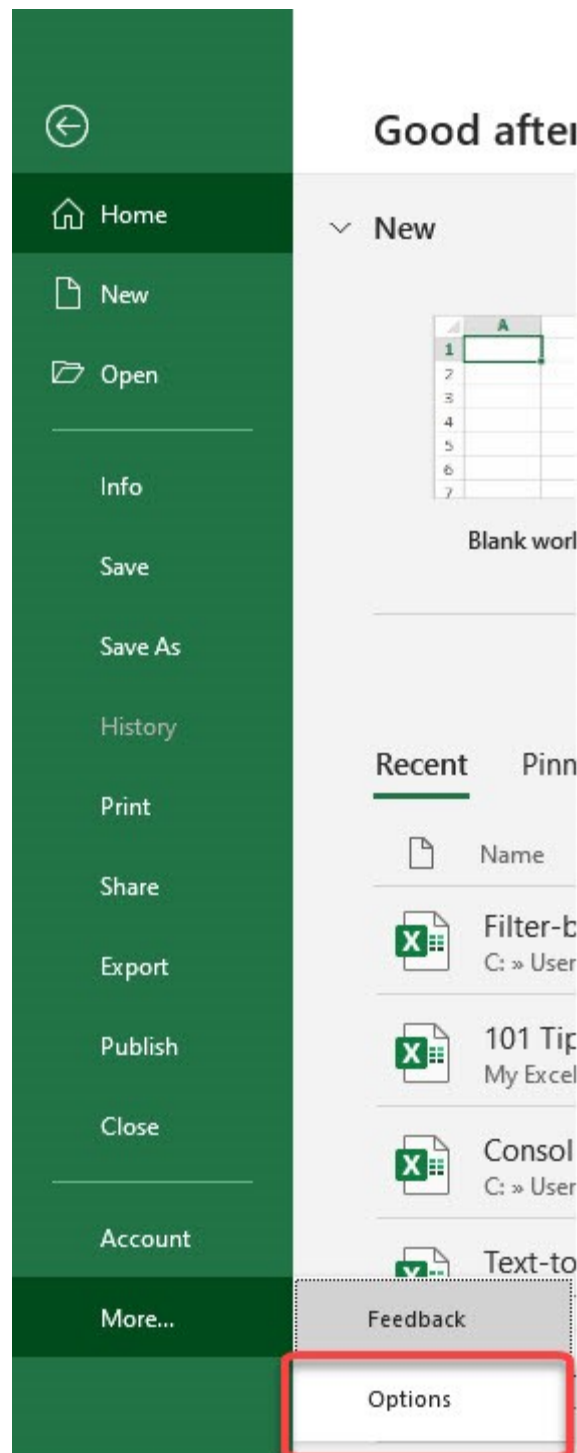 Good after
Home
New
New
Open
A
1
2
3
4
5
6
7
Info
Blank worl
Save
Save As
History
Recent Pinn
Print
Name
Share
Filter-b
C: » User
Export
101 Tip
My Excel
Publish
Close
Consol
C: » User
Account
Text-to
More...
Feedback
Options